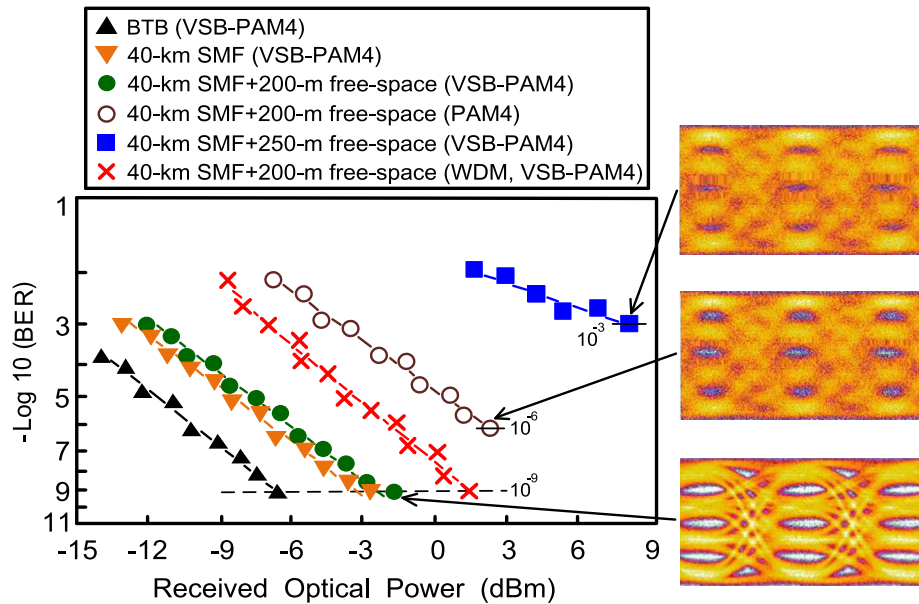 BTB (VSB-PAM4)
40-km SMF (VSB-PAM4)
40-km SMF+200-m free-space (VSB-PAM4)
40-km SMF+200-m free-space (PAM4)
40-km SMF+250-m free-space (VSB-PAM4)
40-km SMF+200-m free-space (WDM, VSB-PAM4)
1
3
5
7
9
11
-Log 10 (BER)
10-3
10-6
10-9
-15 -12 -9 -6 -3 0 3 6 9
Received Optical Power (dBm)